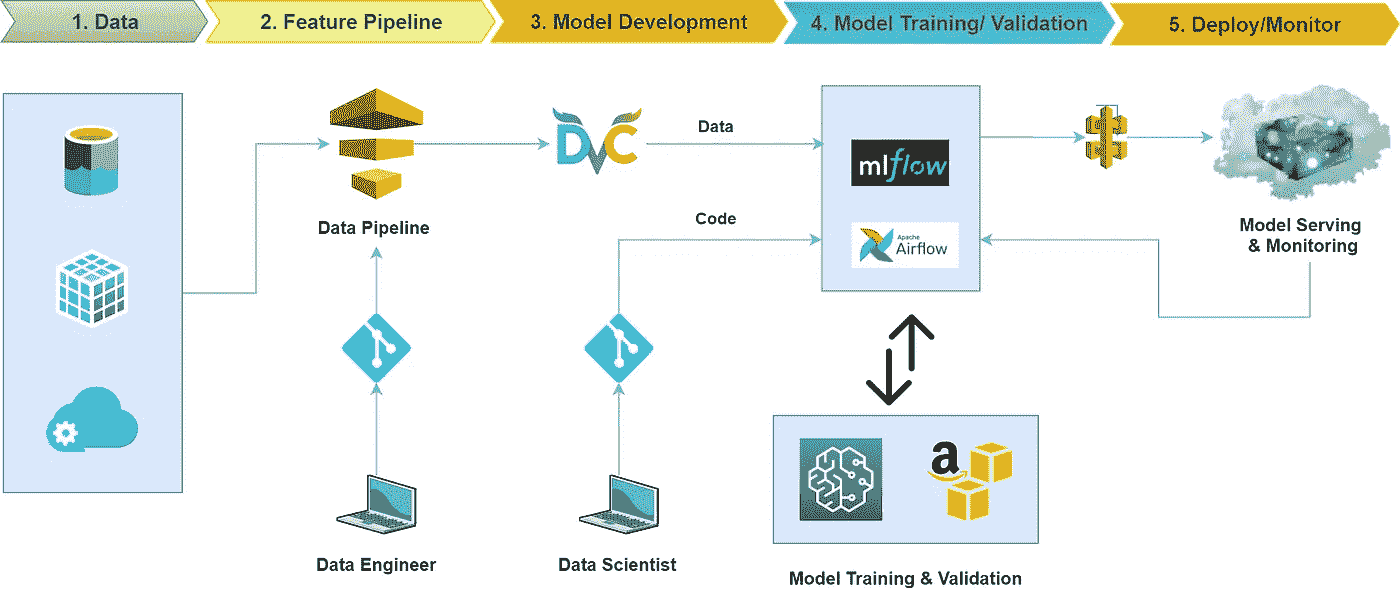 1. Data
2. Feature Pipeline
3. Model Development
4. Model Training/ Validation
5. Deploy/Monitor
DVC
Data
mlflow
Data Pipeline
Code
Apache
Airflow
Model Serving
& Monitoring
a
Data Engineer
Data Scientist
Model Training & Validation